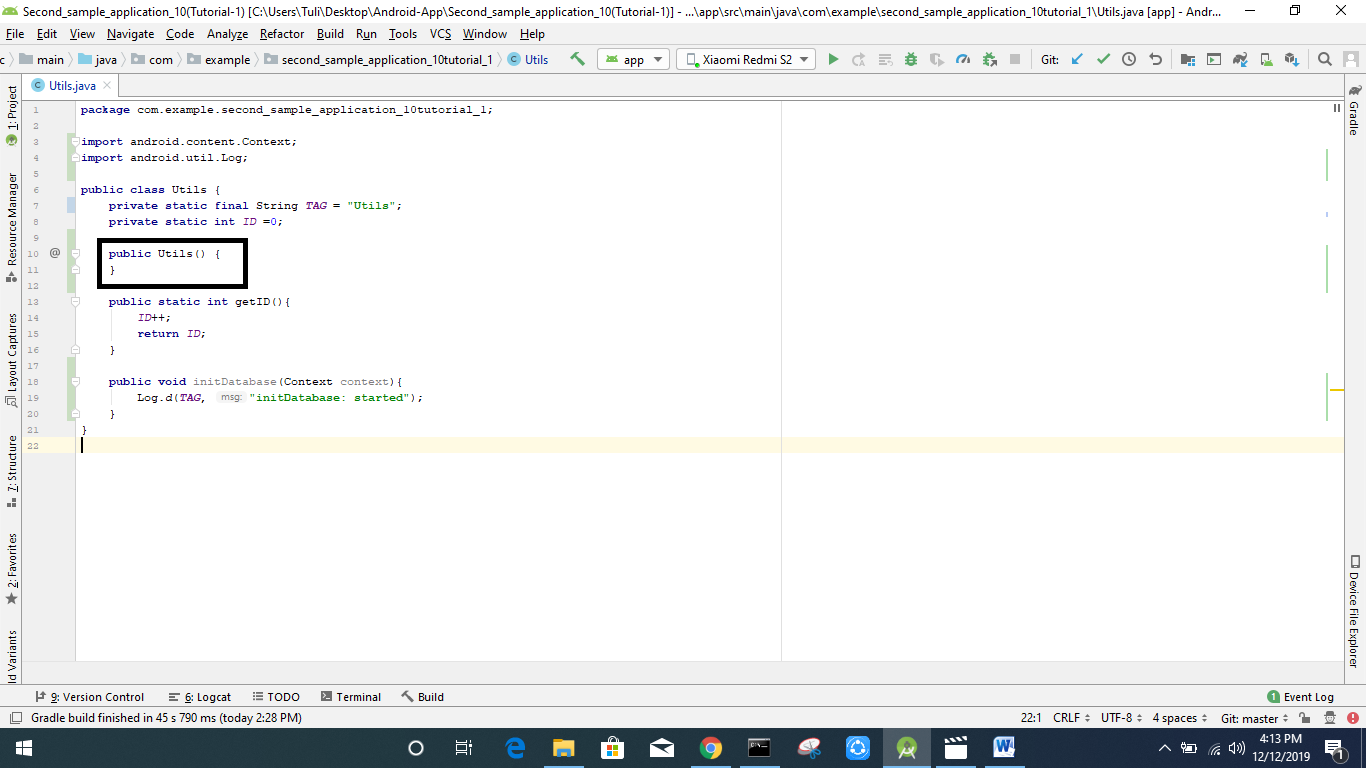 Second_sample_application_10(Tutorial-1) [C:\Users\Tuli\Desktop\Android-App\Second_sample_application_10(Tutorial-1)] - ...\app\src\main\java\com\example\second_sample_application_10tutorial_1\Utils.java [app] - Andr...
File Edit View Navigate Code Analyze Refactor Build Run Tools VCS Window Help
c main java com example second_sample_application_10tutorial_1 Utils app Xiaomi Redmi S2 Git:
Utils.java
1 package com.example.second_sample_application_10tutorial_1;
2
3 import android.content.Context;
4 import android.util.Log;
5
6 public class Utils {
7 private static final String TAG = "Utils";
8 private static int ID =0;
9
10 @ public Utils() {
11 }
12
13 public static int getID(){
14 ID++;
15 return ID;
16 }
17
18 public void initDatabase(Context context){
19 Log.d(TAG, msg: "initDatabase: started");
20 }
21 }
22
1: Project
Resource Manager
Layout Captures
7: Structure
2: Favorites
ld Variants
Gradle
Device File Explorer
9: Version Control 6: Logcat TODO Terminal Build 1 Event Log
Gradle build finished in 45 s 790 ms (today 2:28 PM) 22:1 CRLF UTF-8 4 spaces Git: master
4:13 PM
12/12/2019
1